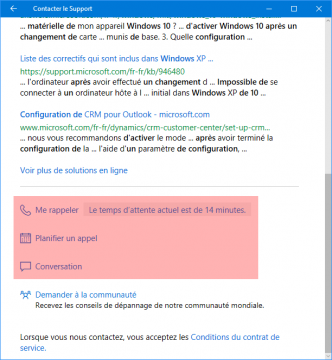 Contacter le Support
... matérielle de mon appareil Windows 10 ? ... d'activer Windows 10 après un
changement de cartes ... munis de base. 3. Quelle configuration ...
Liste des correctifs qui sont inclus dans Windows XP ...
https://support.microsoft.com/fr-fr/kb/946480
... l'ordinateur après avoir effectué un changement d ... Impossible de se
connecter à un ordinateur hôte à l ... initial dans Windows XP de 10 ...
Configuration de CRM pour Outlook - microsoft.com
www.microsoft.com/fr-fr/dynamics/crm-customer-center/set-up-crm...
... nous vous recommandons d'activer le mode ... après avoir terminé la
configuration de la ... l'aide d'un paramètre de configuration, ...
Voir plus de solutions en ligne
Me rappeler Le temps d'attente actuel est de 14 minutes.
Planifier un appel
Conversation
Demander à la communauté
Recevez les conseils de dépannage de notre communauté mondiale.
Lorsque vous nous contactez, vous acceptez les Conditions du contrat de
service.